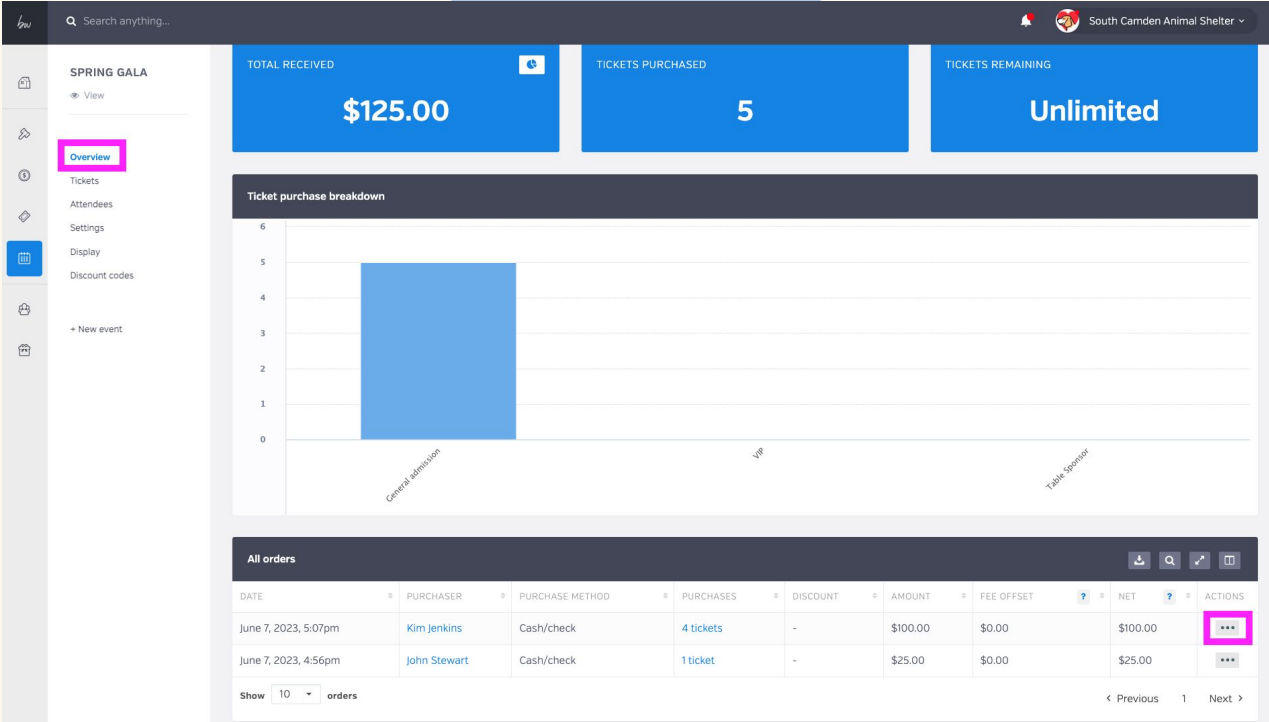 bw
Search anything...
South Camden Animal Shelter
SPRING GALA
View
Overview
Tickets
Attendees
Settings
Display
Discount codes
+ New event
TOTAL RECEIVED
$125.00
TICKETS PURCHASED
5
TICKETS REMAINING
Unlimited
Ticket purchase breakdown
6
5
4
3
2
1
0
General admission
VIP
Table Sponsor
All orders
DATE PURCHASER PURCHASE METHOD PURCHASES DISCOUNT AMOUNT FEE OFFSET ? NET ? ACTIONS
June 7, 2023, 5:07pm Kim Jenkins Cash/check 4 tickets - $100.00 $0.00 $100.00 •••
June 7, 2023, 4:56pm John Stewart Cash/check 1 ticket - $25.00 $0.00 $25.00 •••
Show 10 orders
< Previous 1 Next >